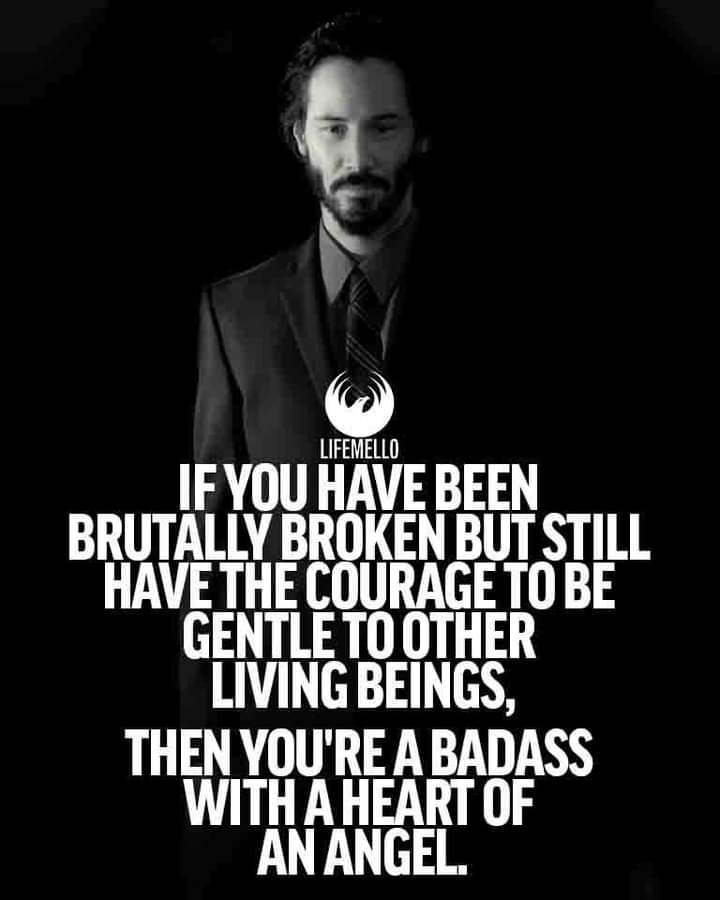 LIFEMELLO
IF YOU HAVE BEEN
BRUTALLY BROKEN BUT STILL
HAVE THE COURAGE TO BE
GENTLE TO OTHER
LIVING BEINGS,
THEN YOU'RE A BADASS
WITH A HEART OF
AN ANGEL.